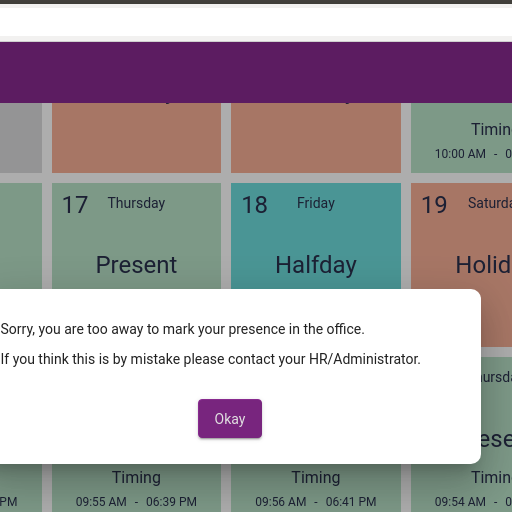 Timin
10:00 AM - 0
17 Thursday
18 Friday
19 Saturda
Present
Halfday
Holid
Sorry, you are too away to mark your presence in the office.
If you think this is by mistake please contact your HR/Administrator.
ursda
Okay
ese
Timing
Timing
Timin
PM
09:55 AM - 06:39 PM
09:56 AM - 06:41 PM
09:54 AM - 0